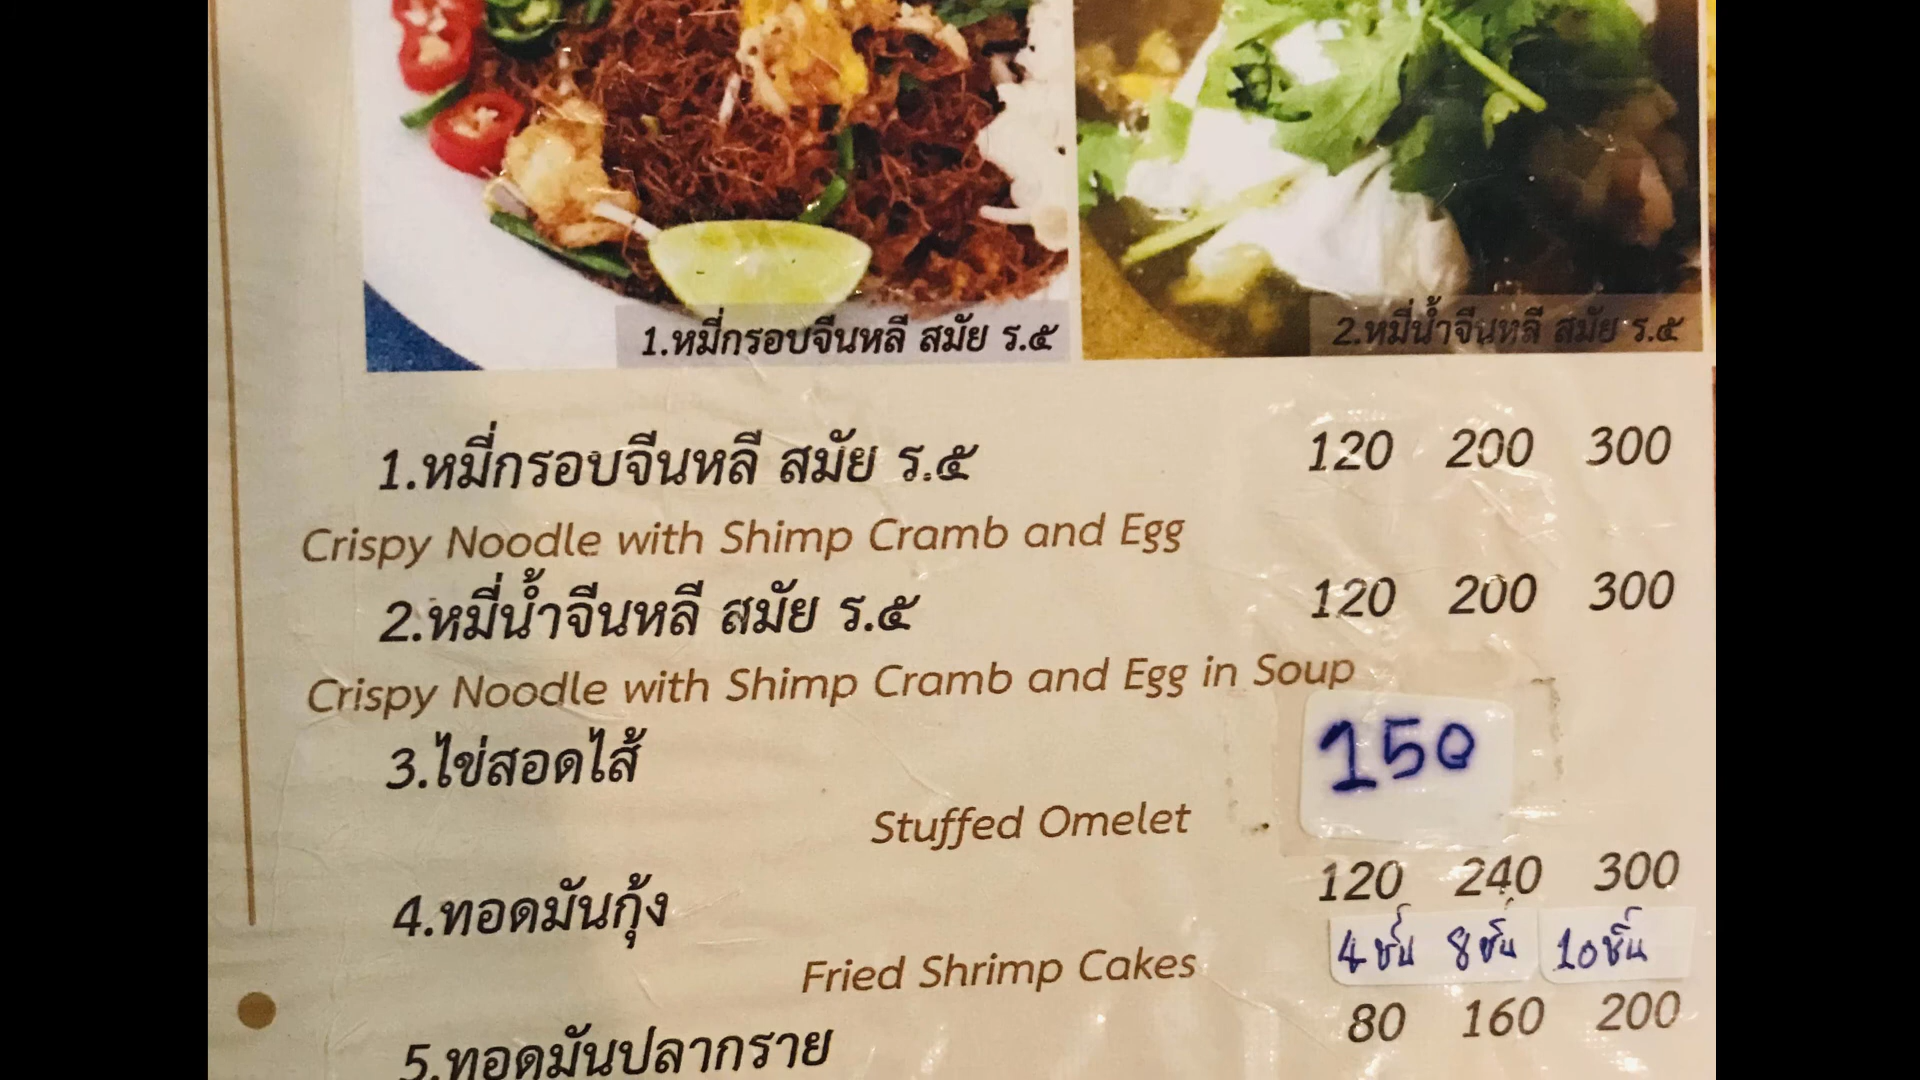 1.หมี่กรอบจีนหลี สมัย ร.๕
2.หมี่น้ำจีนหลี สมัย ร.๕
1.หมี่กรอบจีนหลี สมัย ร.๕ 120 200 300
Crispy Noodle with Shimp Cramb and Egg
2.หมี่น้ำจีนหลี สมัย ร.๕ 120 200 300
Crispy Noodle with Shimp Cramb and Egg in Soup
3.ไข่สอดไส้ 150
Stuffed Omelet
4.ทอดมันกุ้ง 120 240 300
4 ชิ้น 8 ชิ้น 10 ชิ้น
Fried Shrimp Cakes
5.ทอดมันปลากราย 80 160 200